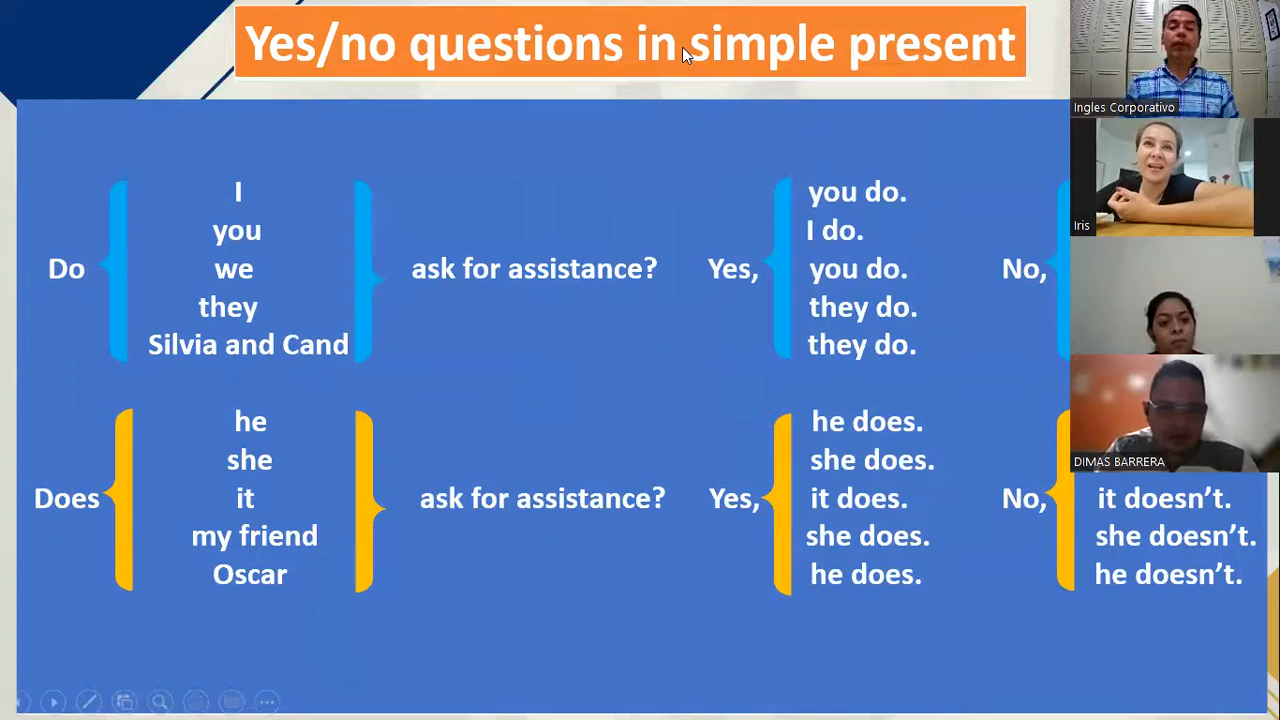 Yes/no questions in simple present
Do
I
you
we
they
Silvia and Cand
ask for assistance?
Yes,
you do.
I do.
you do.
they do.
they do.
No,
Does
he
she
it
my friend
Oscar
ask for assistance?
Yes,
he does.
she does.
it does.
she does.
he does.
No,
it doesn't.
she doesn't.
he doesn't.
Ingles Corporativo
Iris
DIMAS BARRERA